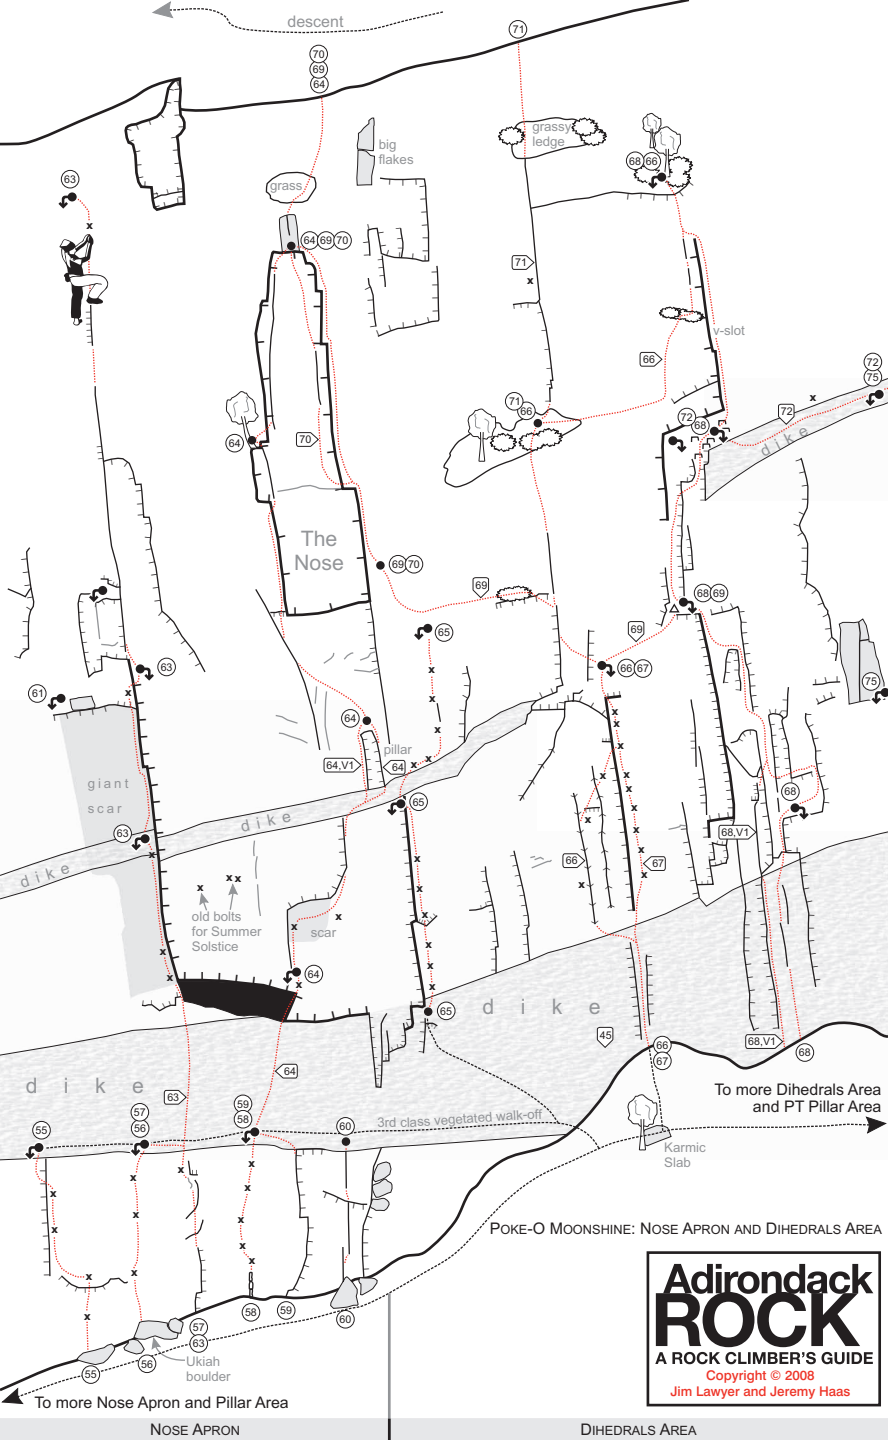 descent
71
70
69
64
grassy
ledge
big
flakes
68 66
63
grass
64 69 70
71
v-slot
66
72
75
71
66
72
68
72
64
70
dike
The
Nose
69 70
69
68 69
65
69
63
66 67
61
75
64
pillar
64,V1
64
giant
scar
68
65
dike
63
68,V1
66
67
dike
old bolts
for Summer
Solstice
scar
64
65
dike
45
68,V1
68
66
67
64
dike
63
To more Dihedrals Area
and PT Pillar Area
57
56
59
58
60
3rd class vegetated walk-off
55
Karmic
Slab
POKE-O MOONSHINE: NOSE APRON AND DIHEDRALS AREA
Adirondack
ROCK
A ROCK CLIMBER'S GUIDE
Copyright © 2008
Jim Lawyer and Jeremy Haas
58
59
60
57
63
56
55
Ukiah
boulder
To more Nose Apron and Pillar Area
NOSE APRON
DIHEDRALS AREA